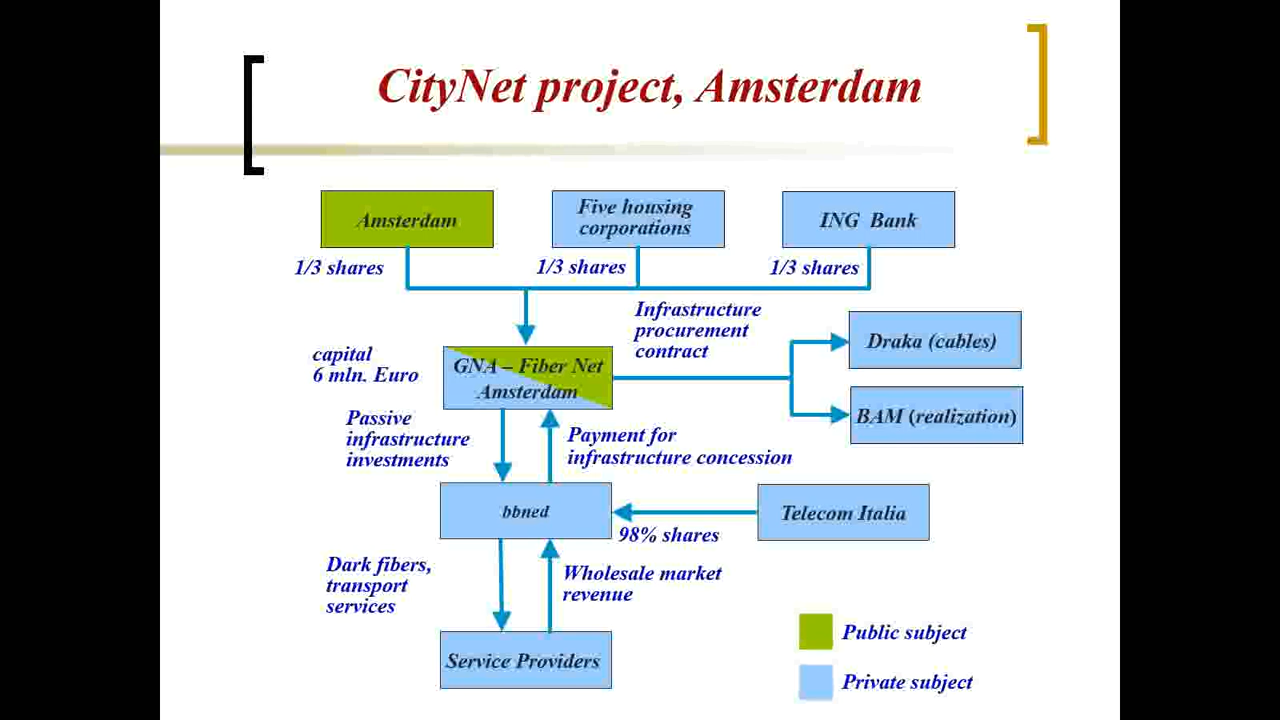 CityNet project, Amsterdam
Amsterdam
Five housing
corporations
ING Bank
1/3 shares
1/3 shares
1/3 shares
Infrastructure
procurement
contract
Draka (cables)
capital
6 mln. Euro
GNA – Fiber Net
Amsterdam
BAM (realization)
Passive
infrastructure
investments
Payment for
infrastructure concession
bbned
Telecom Italia
98% shares
Dark fibers,
transport
services
Wholesale market
revenue
Service Providers
Public subject
Private subject